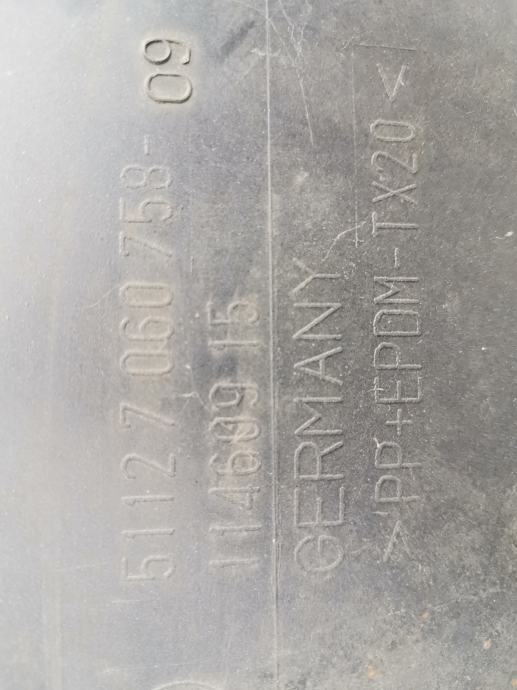 5112 7 060 758- 09
114609 15
GERMANY
>PP+EPDM-TX20<